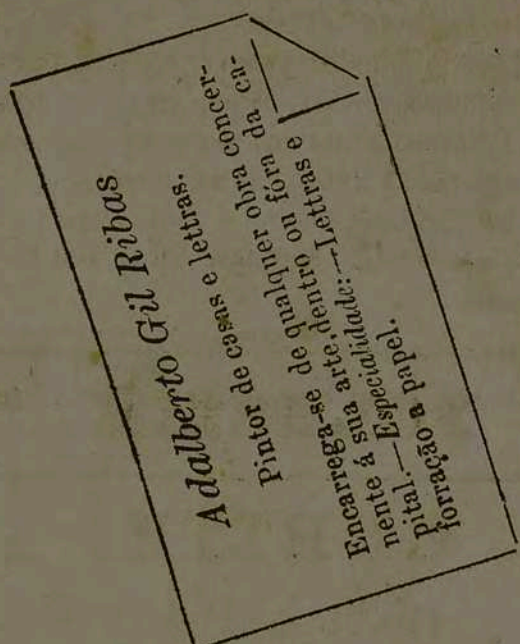 Adalberto Gil Ribas
Pintor de casas e lettras.
Encarrega-se de qualquer obra concer-
nente á sua arte, dentro ou fóra da ca-
pital.—Especialidade:—Lettras e
forração a papel.